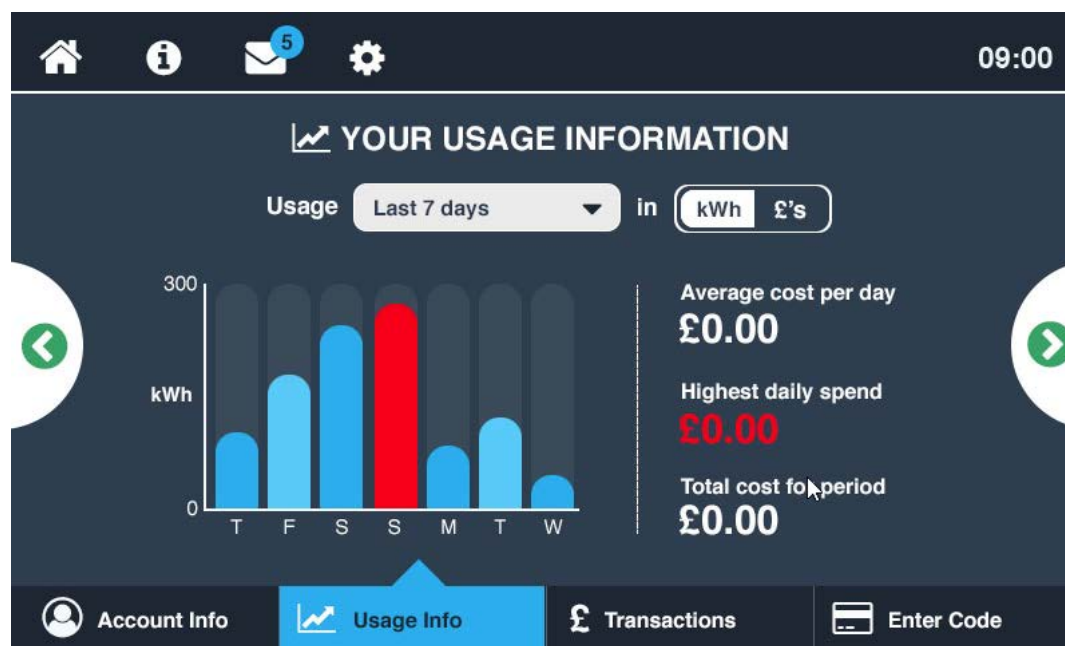 5
09:00
YOUR USAGE INFORMATION
Usage Last 7 days in kWh £'s
300
kWh
0
T F S S M T W
Average cost per day
£0.00
Highest daily spend
£0.00
Total cost for period
£0.00
Account Info
Usage Info
£ Transactions
Enter Code